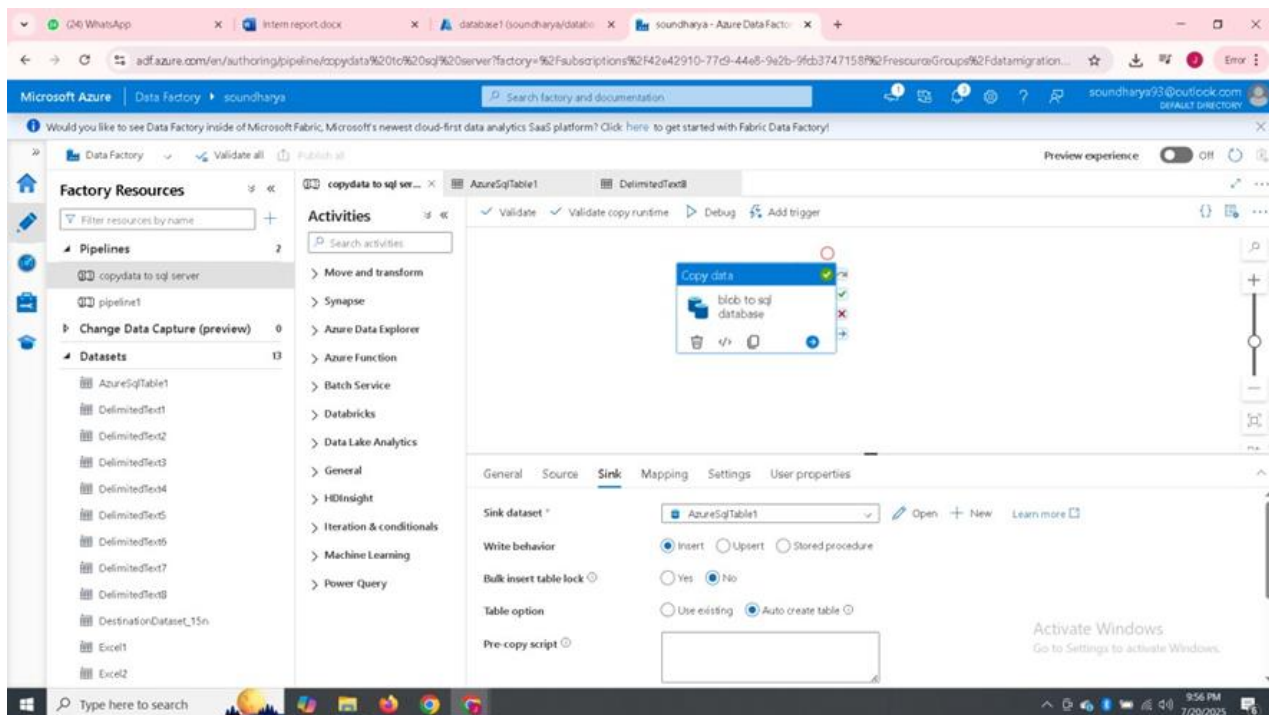 (24) WhatsApp
Intern report.docx
database1 (soundharya/databa
soundharya - Azure Data Factor
adf.azure.com/en/authoring/pipeline/copydata%20to%20sql%20server?factory=%2Fsubscriptions%2F42e42910-77c9-44e8-9e2b-9fcb3747158f%2FresourceGroups%2Fdatamigration...
Error
Microsoft Azure | Data Factory ▸ soundharya
Search factory and documentation
soundharya93@outlook.com
DEFAULT DIRECTORY
Would you like to see Data Factory inside of Microsoft Fabric, Microsoft's newest cloud-first data analytics SaaS platform? Click here to get started with Fabric Data Factory!
Data Factory
Validate all
Publish all
Preview experience
Off
Factory Resources
Filter resources by name
Pipelines 2
copydata to sql server
pipeline1
Change Data Capture (preview) 0
Datasets 13
AzureSqlTable1
DelimitedText1
DelimitedText2
DelimitedText3
DelimitedText4
DelimitedText5
DelimitedText6
DelimitedText7
DelimitedText8
DestinationDataset_15n
Excel1
Excel2
copydata to sql ser...
AzureSqlTable1
DelimitedText8
Activities
Search activities
Move and transform
Synapse
Azure Data Explorer
Azure Function
Batch Service
Databricks
Data Lake Analytics
General
HDInsight
Iteration & conditionals
Machine Learning
Power Query
Validate
Validate copy runtime
Debug
Add trigger
Copy data
blob to sql
database
General Source Sink Mapping Settings User properties
Sink dataset *
AzureSqlTable1
Open
New
Learn more
Write behavior
Insert Upsert Stored procedure
Bulk insert table lock
Yes No
Table option
Use existing Auto create table
Pre-copy script
Activate Windows
Go to Settings to activate Windows.
Type here to search
9:56 PM
7/20/2025